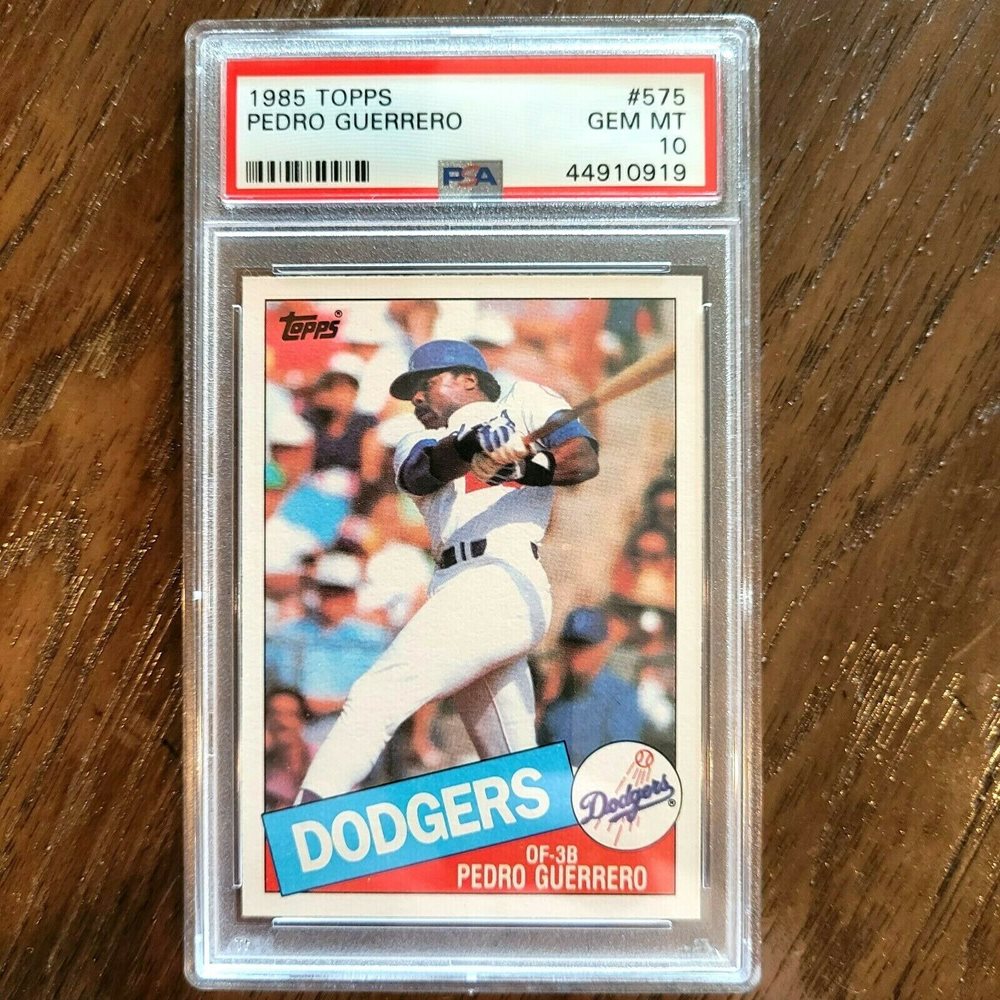 1985 TOPPS #575
PEDRO GUERRERO GEM MT
10
PSA 44910919
Topps®
DODGERS
Dodgers®
OF-3B
PEDRO GUERRERO